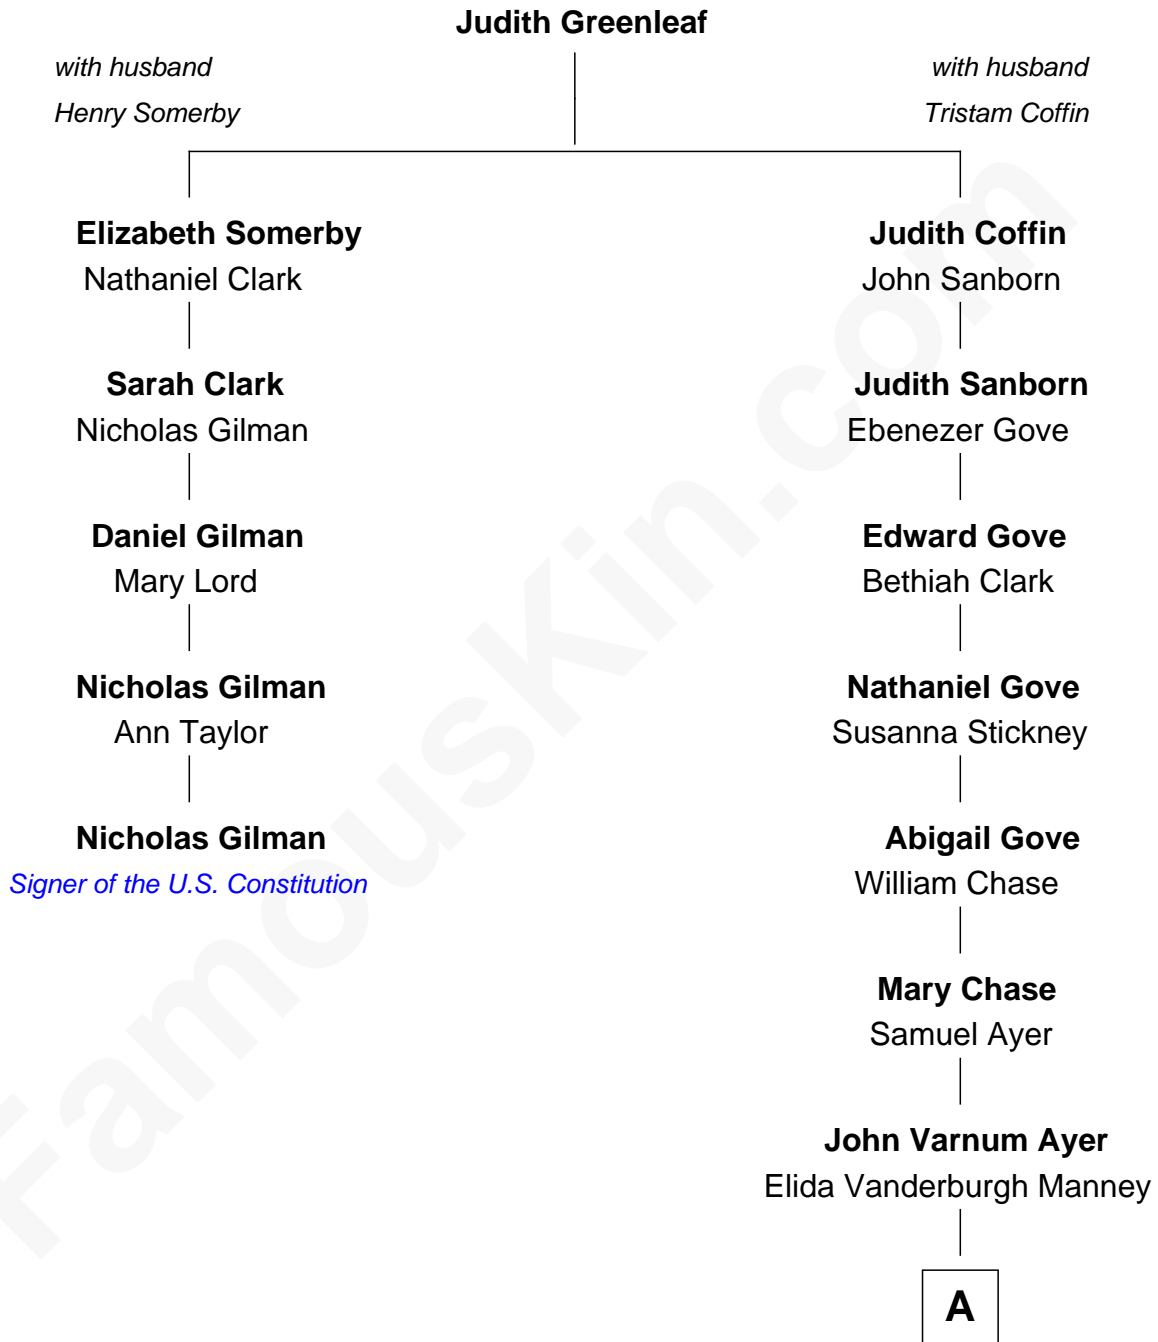 Judith Greenleaf
with husband
Henry Somerby
with husband
Tristam Coffin
Elizabeth Somerby
Nathaniel Clark
Judith Coffin
John Sanborn
Sarah Clark
Nicholas Gilman
Judith Sanborn
Ebenezer Gove
Daniel Gilman
Mary Lord
Edward Gove
Bethiah Clark
Nicholas Gilman
Ann Taylor
Nathaniel Gove
Susanna Stickney
Nicholas Gilman
Signer of the U.S. Constitution
Abigail Gove
William Chase
Mary Chase
Samuel Ayer
John Varnum Ayer
Elida Vanderburgh Manney
A
FamousKin.com